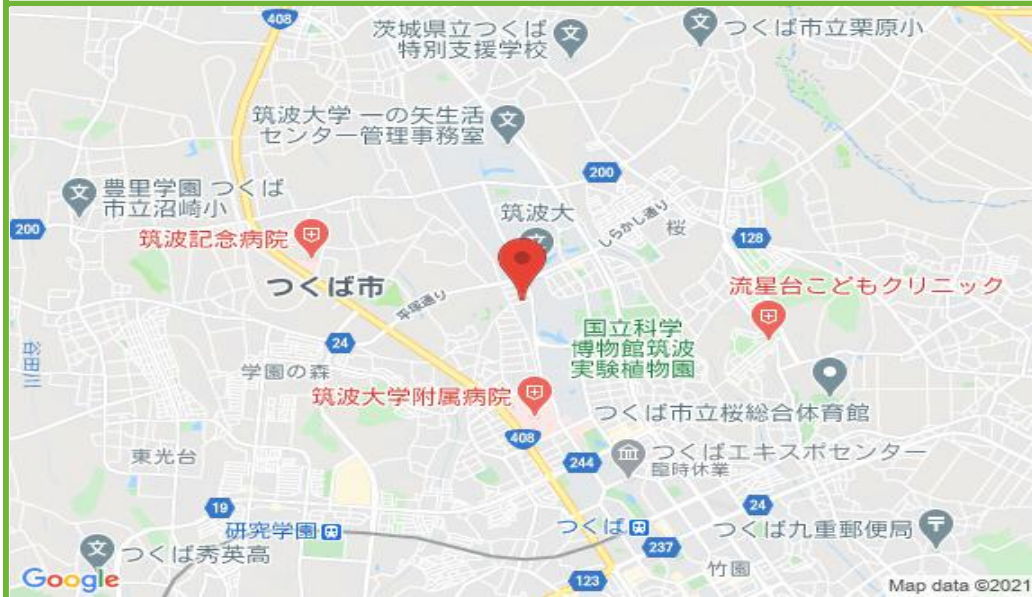 408
茨城県立つくば
特別支援学校
つくば市立栗原小
筑波大学 一の矢生活
センター管理事務室
200
豊里学園 つくば
市立沼崎小
筑波大
しらかし通り
桜
200
筑波記念病院
128
つくば市
平塚通り
流星台こどもクリニック
国立科学
博物館筑波
実験植物園
谷田川
24
学園の森
筑波大学附属病院
つくば市立桜総合体育館
408
東光台
244
つくばエキスポセンター
臨時休業
24
19
研究学園
つくば
つくば九重郵便局
237
つくば秀英高
竹園
123
Google
Map data ©2021